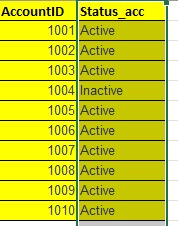 AccountID Status_acc
1001 Active
1002 Active
1003 Active
1004 Inactive
1005 Active
1006 Active
1007 Active
1008 Active
1009 Active
1010 Active